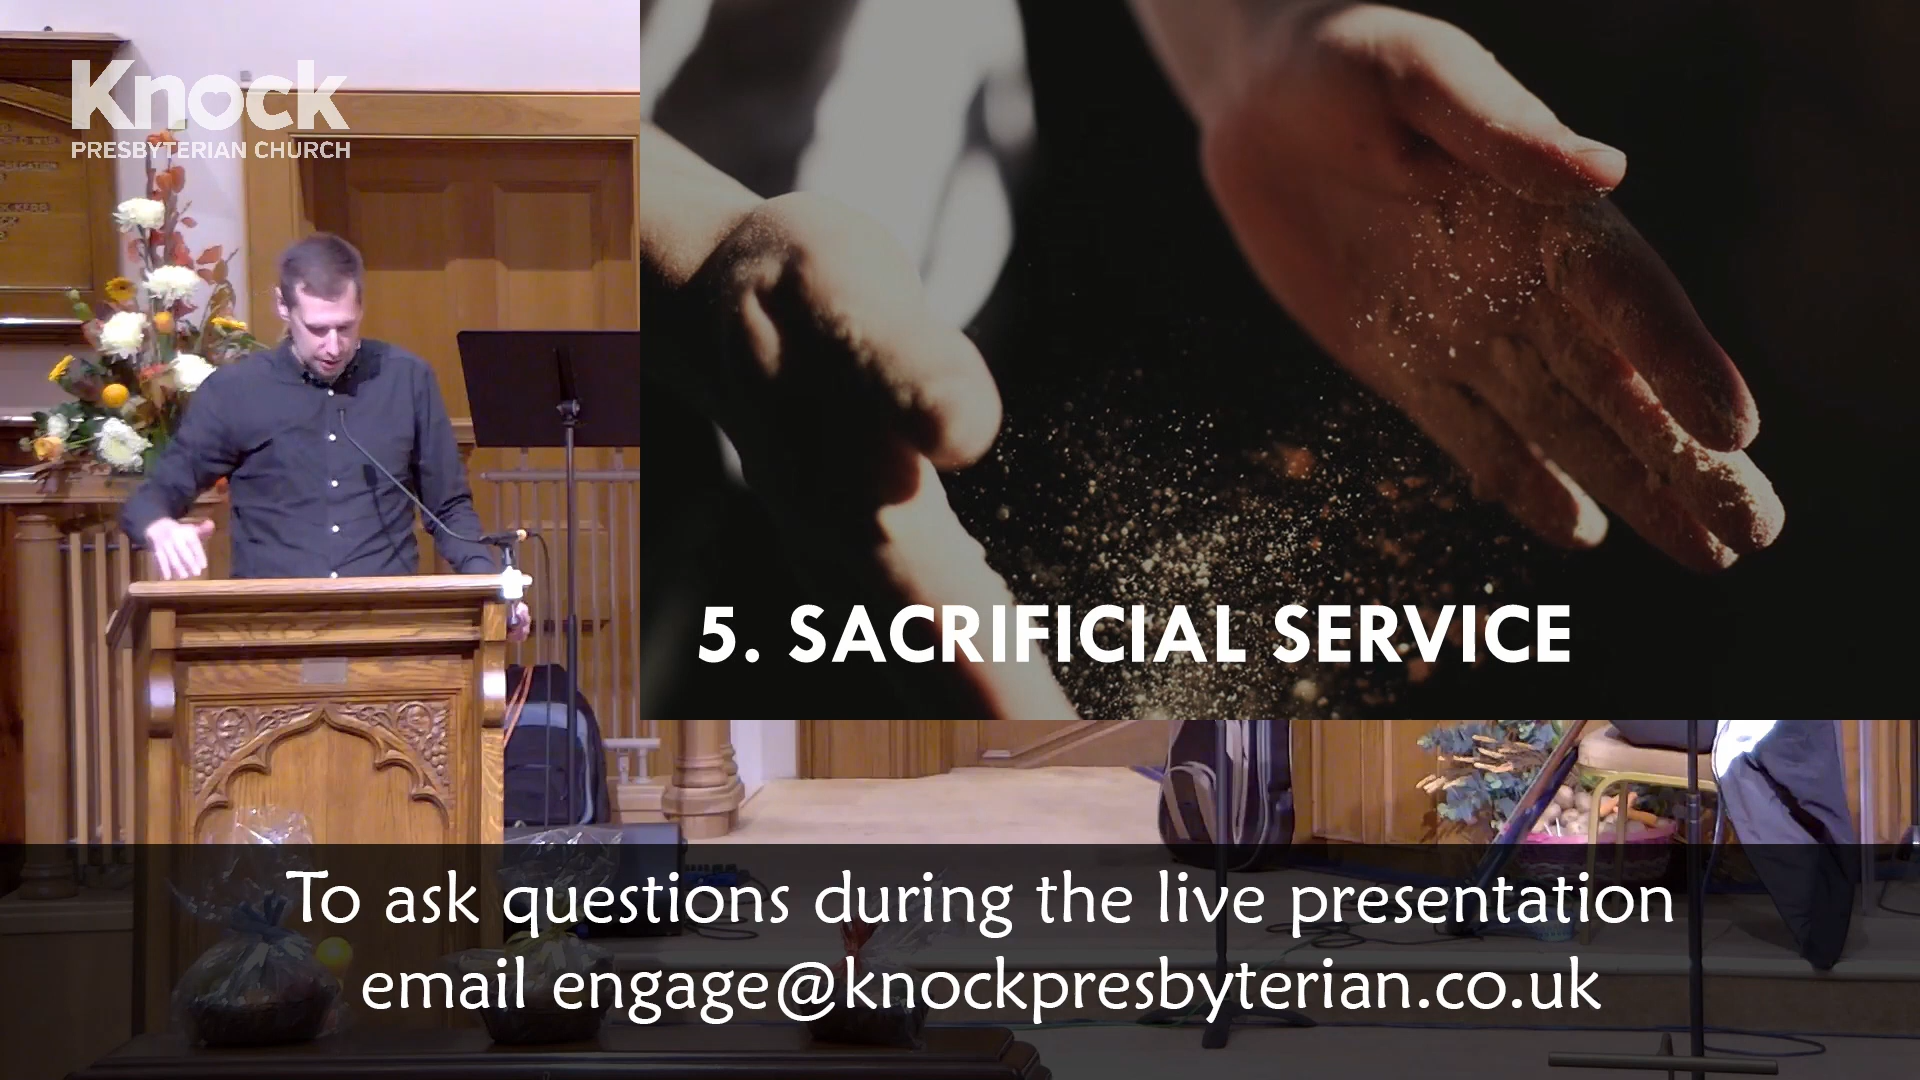 Knock
PRESBYTERIAN CHURCH
5. SACRIFICIAL SERVICE
To ask questions during the live presentation
email engage@knockpresbyterian.co.uk